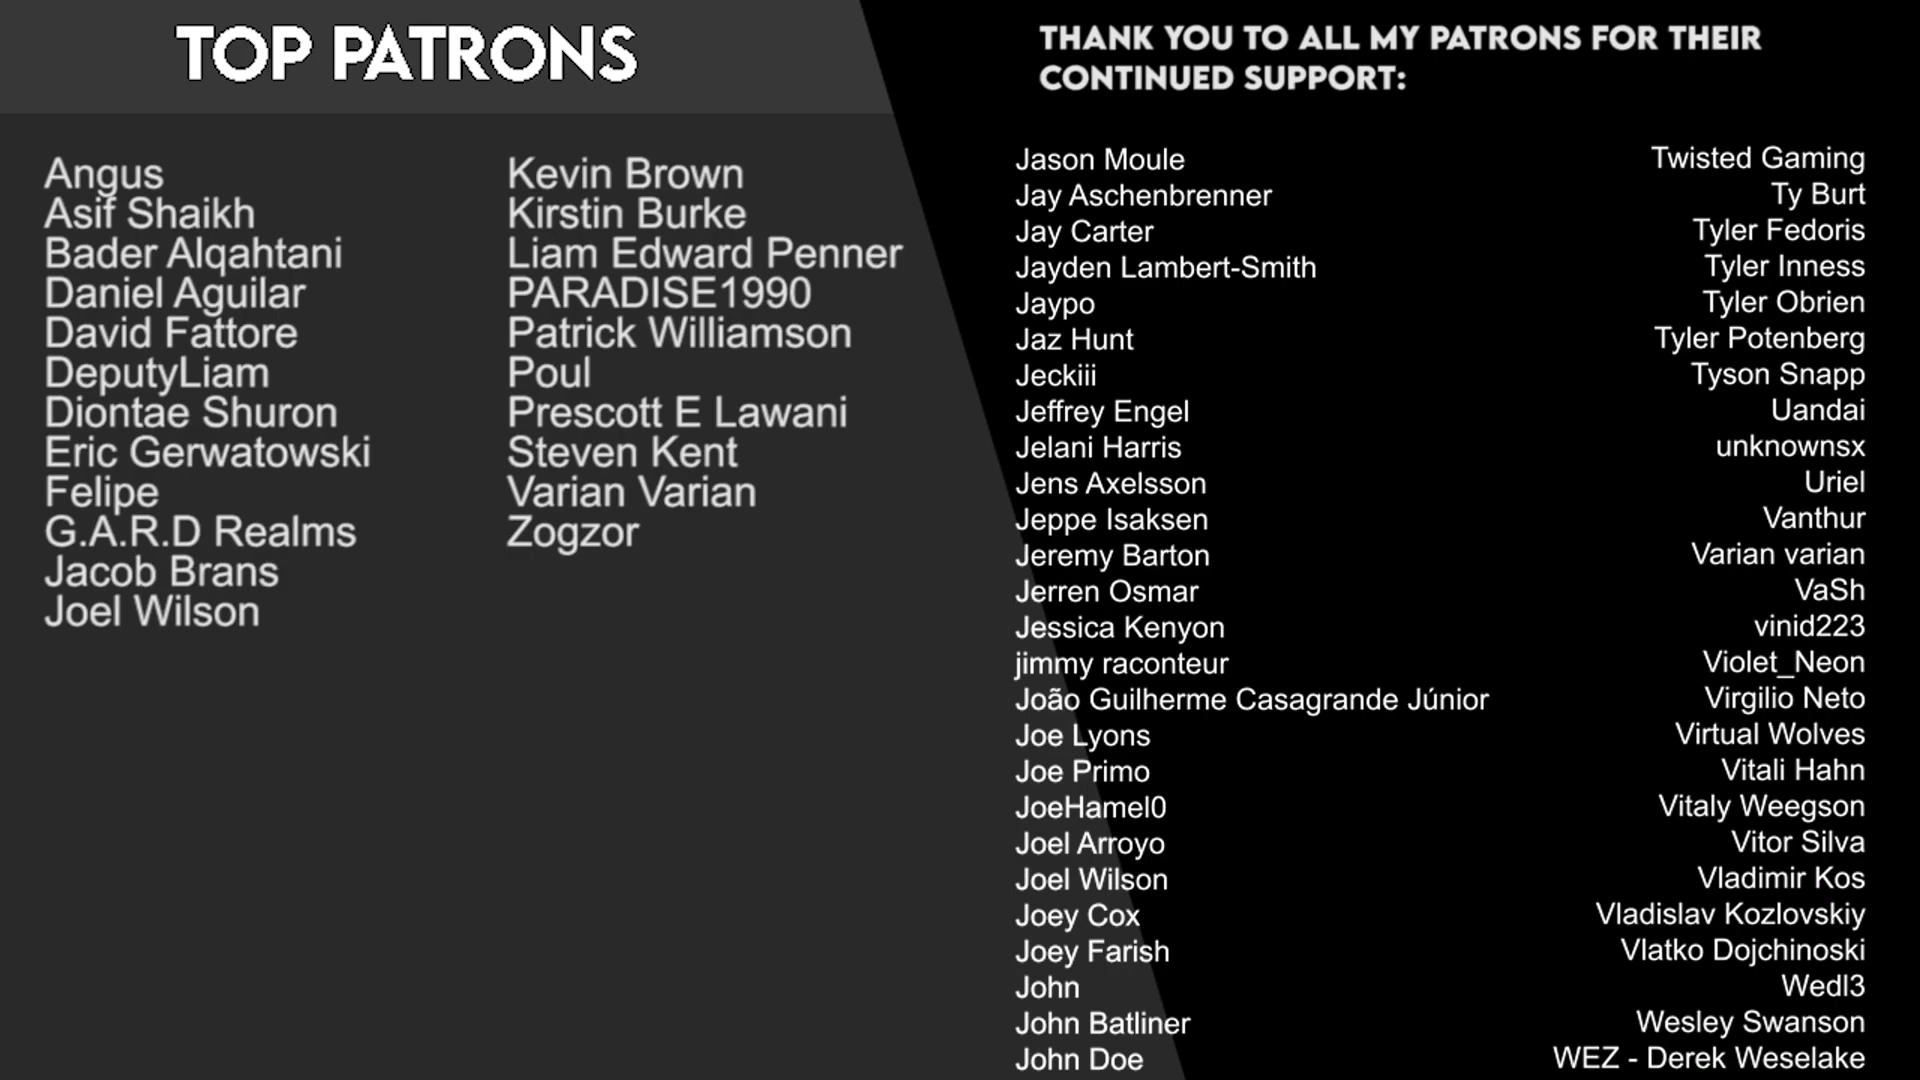 TOP PATRONS
Angus
Asif Shaikh
Bader Alqahtani
Daniel Aguilar
David Fattore
DeputyLiam
Diontae Shuron
Eric Gerwatowski
Felipe
G.A.R.D Realms
Jacob Brans
Joel Wilson
Kevin Brown
Kirstin Burke
Liam Edward Penner
PARADISE1990
Patrick Williamson
Poul
Prescott E Lawani
Steven Kent
Varian Varian
Zogzor
THANK YOU TO ALL MY PATRONS FOR THEIR
CONTINUED SUPPORT:
Jason Moule
Jay Aschenbrenner
Jay Carter
Jayden Lambert-Smith
Jaypo
Jaz Hunt
Jeckiii
Jeffrey Engel
Jelani Harris
Jens Axelsson
Jeppe Isaksen
Jeremy Barton
Jerren Osmar
Jessica Kenyon
jimmy raconteur
João Guilherme Casagrande Júnior
Joe Lyons
Joe Primo
JoeHamel0
Joel Arroyo
Joel Wilson
Joey Cox
Joey Farish
John
John Batliner
John Doe
Twisted Gaming
Ty Burt
Tyler Fedoris
Tyler Inness
Tyler Obrien
Tyler Potenberg
Tyson Snapp
Uandai
unknownsx
Uriel
Vanthur
Varian varian
VaSh
vinid223
Violet_Neon
Virgilio Neto
Virtual Wolves
Vitali Hahn
Vitaly Weegson
Vitor Silva
Vladimir Kos
Vladislav Kozlovskiy
Vlatko Dojchinoski
Wedl3
Wesley Swanson
WEZ - Derek Weselake